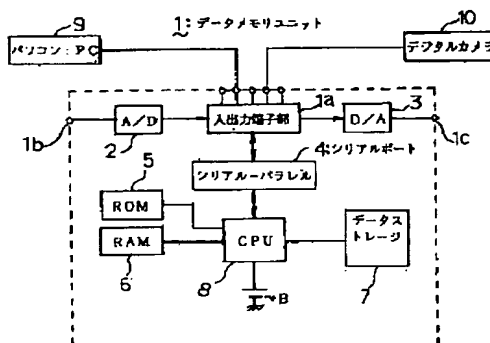 9
1:データメモリユニット
10
パソコン:PC
デジタルカメラ
1a
3
A/D
入出力端子部
D/A
1b
2
1c
4:シリアルポート
5
シリアルーパラレル
ROM
RAM
CPU
データストレージ
6
8
B
7